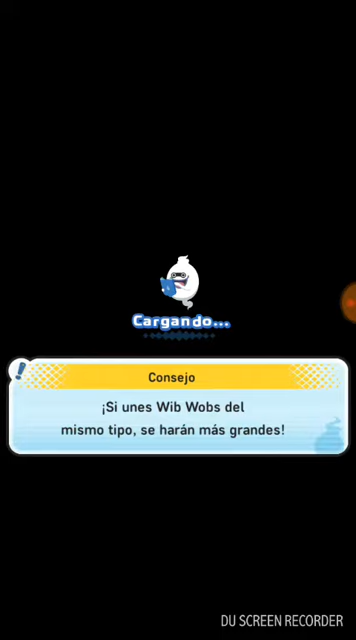 Cargando...
!
Consejo
¡Si unes Wib Wobs del
mismo tipo, se harán más grandes!
DU SCREEN RECORDER